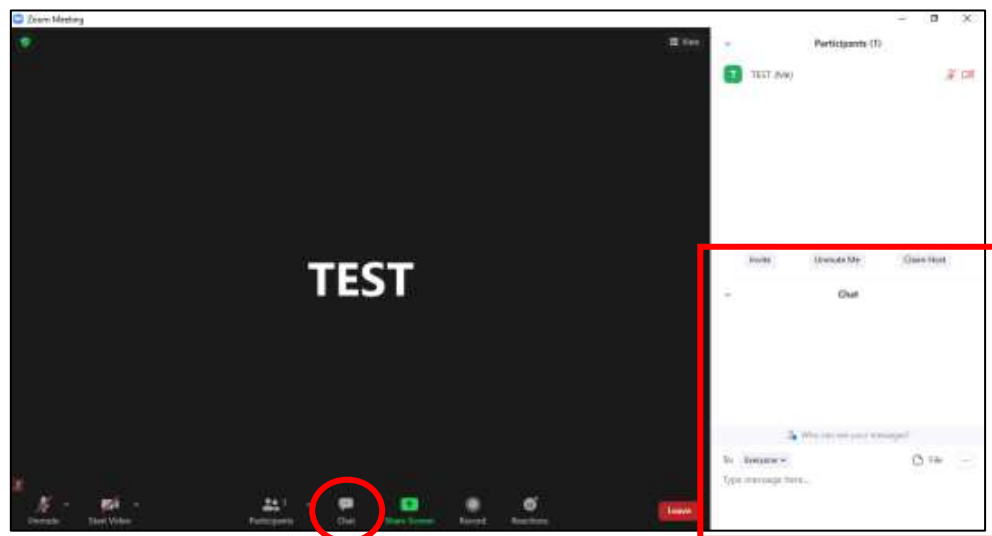 Zoom Meeting
View
Participants (1)
T
TEST (Me)
TEST
Invite
Unmute Me
Claim Host
Chat
Who can see your messages?
To: Everyone
File
Type message here...
Unmute
Start Video
1
Participants
Chat
Share Screen
Record
Reactions
Leave